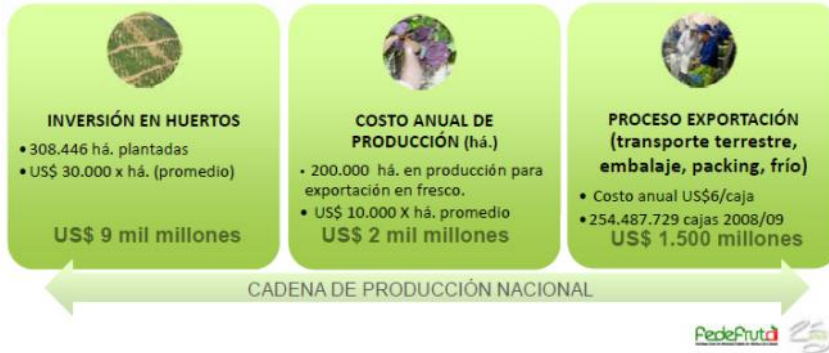 INVERSIÓN EN HUERTOS
• 308.446 há. plantadas
• US$ 30.000 x há. (promedio)
US$ 9 mil millones
COSTO ANUAL DE
PRODUCCIÓN (há.)
• 200.000 há. en producción para
exportación en fresco.
• US$ 10.000 X há. promedio
US$ 2 mil millones
PROCESO EXPORTACIÓN
(transporte terrestre,
embalaje, packing, frío)
• Costo anual US$6/caja
• 254.487.729 cajas 2008/09
US$ 1.500 millones
CADENA DE PRODUCCIÓN NACIONAL
Fedefruta
25